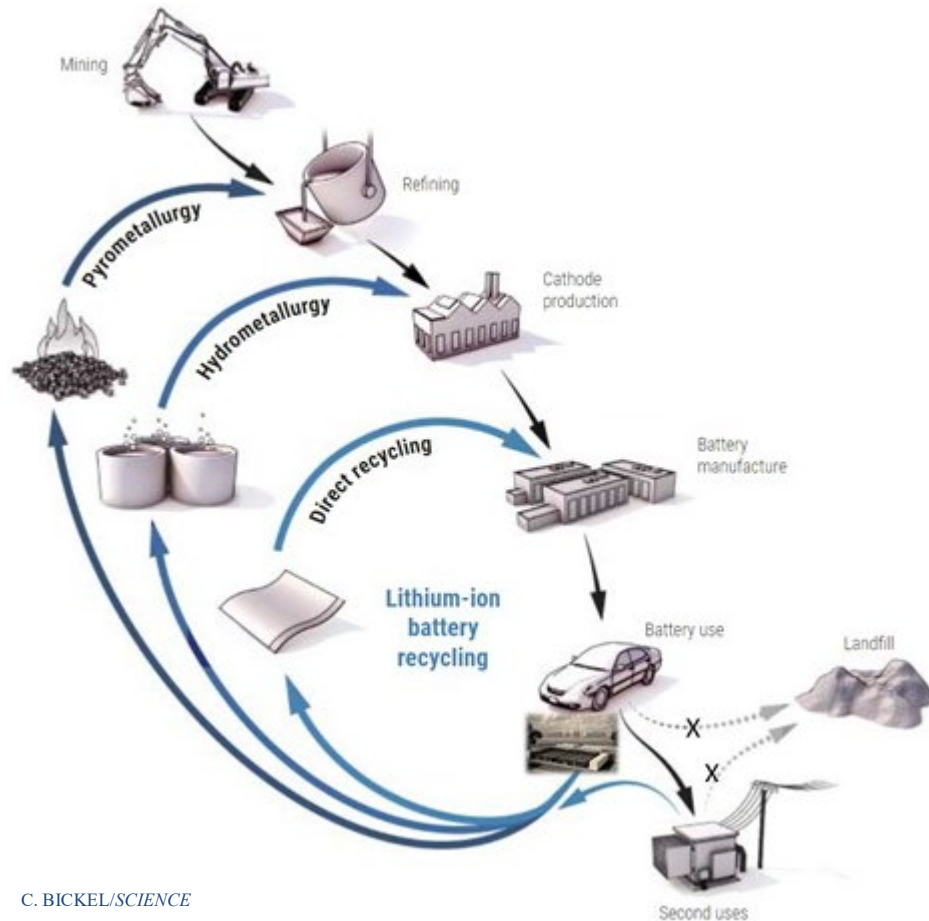 Mining
Refining
Pyrometallurgy
Cathode
production
Hydrometallurgy
Battery
manufacture
Direct recycling
Lithium-ion
battery
recycling
Battery use
Landfill
X
X
Second uses
C. BICKEL/SCIENCE